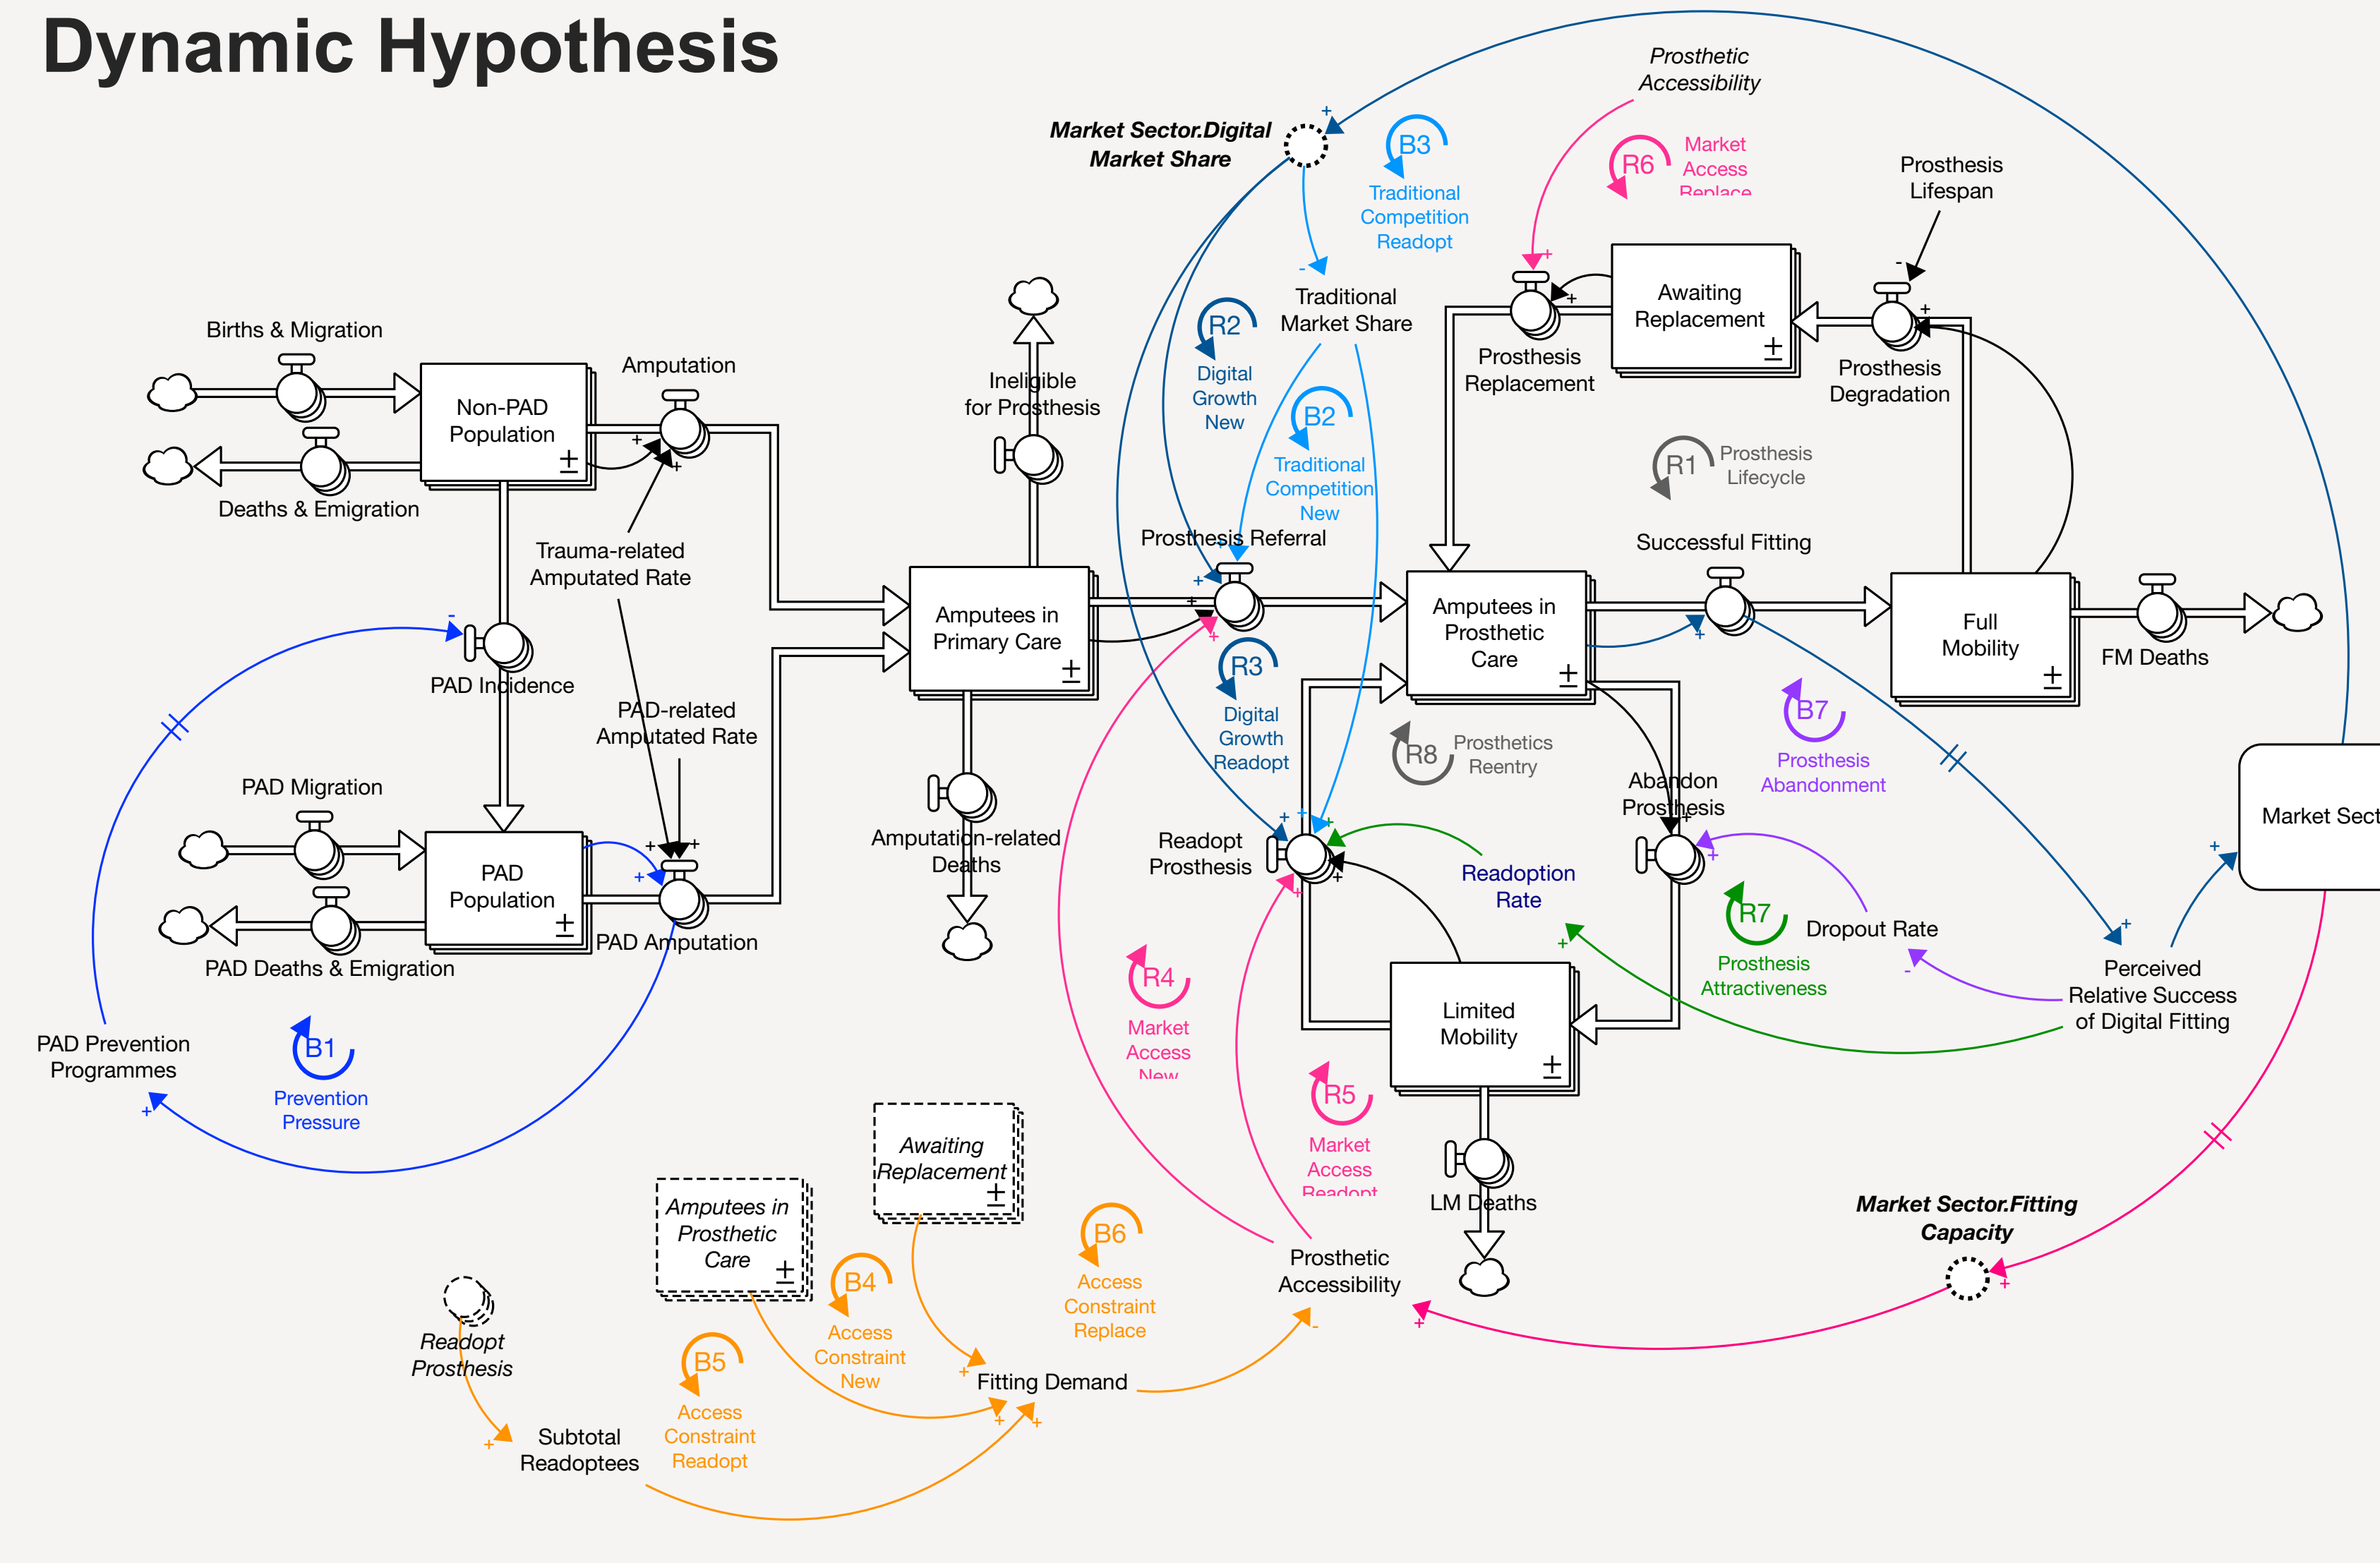 Dynamic Hypothesis
Prosthetic
Accessibility
Market Sector.Digital
Market Share
B3
Traditional
Competition
Readopt
R6
Market
Access
Replace
Prosthesis
Lifespan
Births & Migration
Amputation
Non-PAD
Population
±
Deaths & Emigration
Ineligible
for Prosthesis
R2
Digital
Growth
New
Traditional
Market Share
B2
Traditional
Competition
New
Prosthesis
Replacement
Awaiting
Replacement
±
Prosthesis
Degradation
R1
Prosthesis
Lifecycle
Trauma-related
Amputated Rate
Prosthesis Referral
Successful Fitting
Amputees in
Primary Care
±
Amputees in
Prosthetic
Care
±
Full
Mobility
±
FM Deaths
PAD Incidence
PAD-related
Amputated Rate
R3
Digital
Growth
Readopt
R8
Prosthetics
Reentry
B7
Prosthesis
Abandonment
Abandon
Prosthesis
Market Sect
PAD Migration
PAD
Population
±
PAD Deaths & Emigration
PAD Amputation
Amputation-related
Deaths
Readopt
Prosthesis
Readoption
Rate
R7
Prosthesis
Attractiveness
Dropout Rate
Perceived
Relative Success
of Digital Fitting
PAD Prevention
Programmes
B1
Prevention
Pressure
R4
Market
Access
New
Limited
Mobility
±
R5
Market
Access
Readopt
LM Deaths
Awaiting
Replacement
±
Amputees in
Prosthetic
Care
±
B6
Access
Constraint
Replace
B4
Access
Constraint
New
Prosthetic
Accessibility
Market Sector.Fitting
Capacity
Readopt
Prosthesis
B5
Access
Constraint
Readopt
Fitting Demand
Subtotal
Readoptees